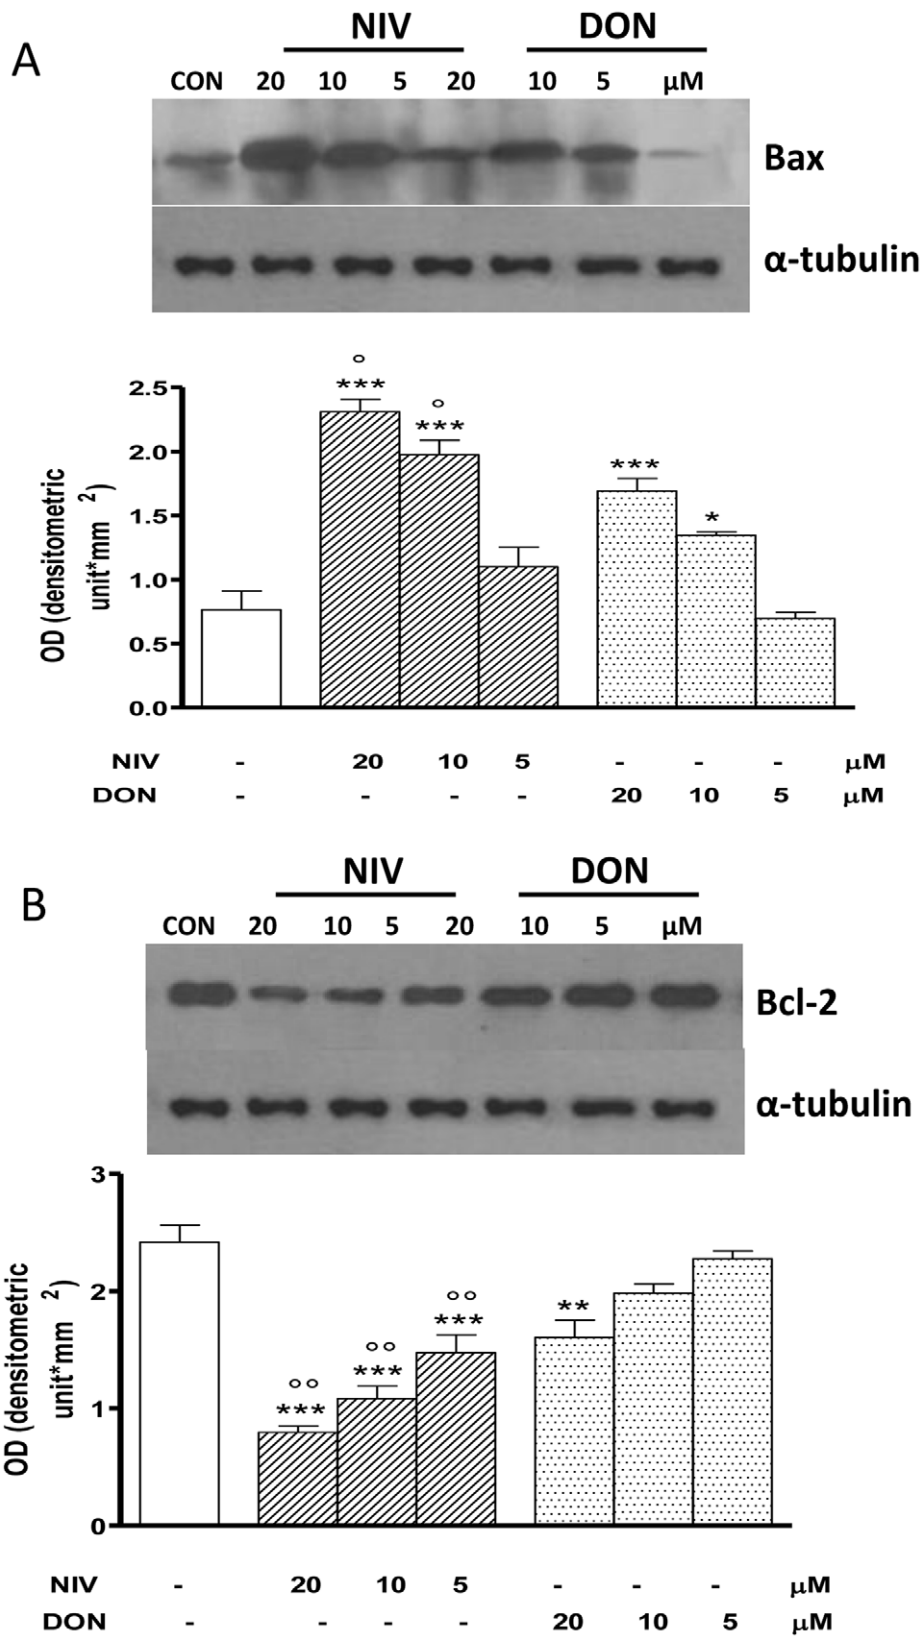 NIV DON
A
CON 20 10 5 20 10 5 μM
Bax
α-tubulin
°
***
°
***
***
*
2.5
2.0
1.5
1.0
0.5
0.0
OD (densitometric
unit*mm 2)
NIV - 20 10 5 - - - μM
DON - - - - 20 10 5 μM
NIV DON
B
CON 20 10 5 20 10 5 μM
Bcl-2
α-tubulin
3
2
1
0
OD (densitometric
unit*mm 2)
°°
***
°°
***
°°
***
**
NIV - 20 10 5 - - - μM
DON - - - - 20 10 5 μM